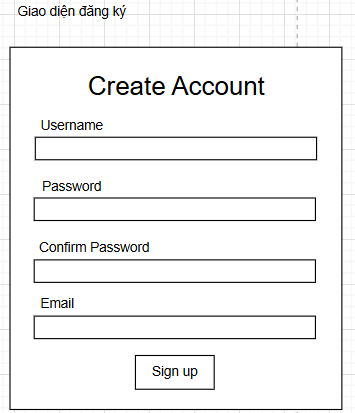 Giao diện đăng ký
Create Account
Username
Password
Confirm Password
Email
Sign up